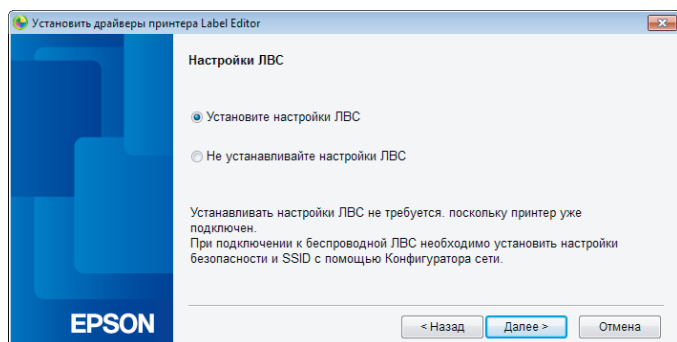 Установить драйверы принтера Label Editor
Настройки ЛВС
Установите настройки ЛВС
Не устанавливайте настройки ЛВС
Устанавливать настройки ЛВС не требуется. поскольку принтер уже
подключен.
При подключении к беспроводной ЛВС необходимо установить настройки
безопасности и SSID с помощью Конфигуратора сети.
EPSON
< Назад
Далее >
Отмена